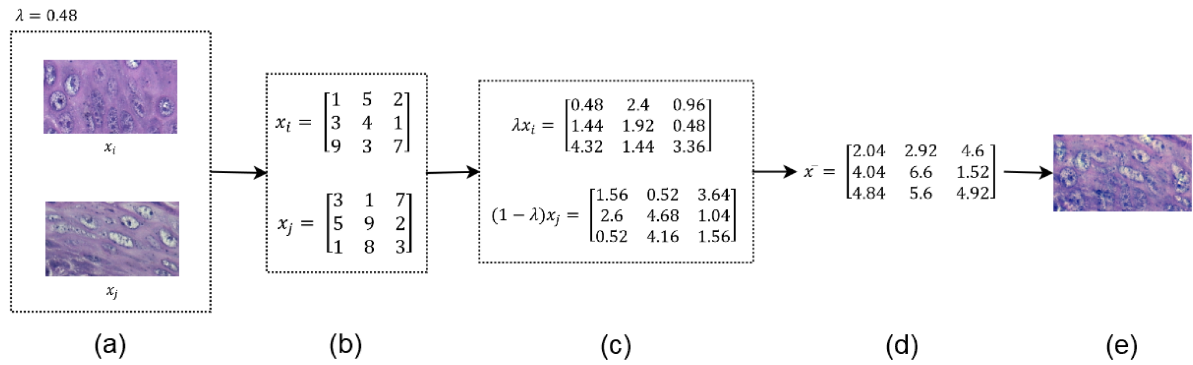 λ = 0.48
x_i
x_j
x_i = [1 5 2
3 4 1
9 3 7]
x_j = [3 1 7
5 9 2
1 8 3]
λx_i = [0.48 2.4 0.96
1.44 1.92 0.48
4.32 1.44 3.36]
(1 − λ)x_j = [1.56 0.52 3.64
2.6 4.68 1.04
0.52 4.16 1.56]
x̄ = [2.04 2.92 4.6
4.04 6.6 1.52
4.84 5.6 4.92]
(a) (b) (c) (d) (e)